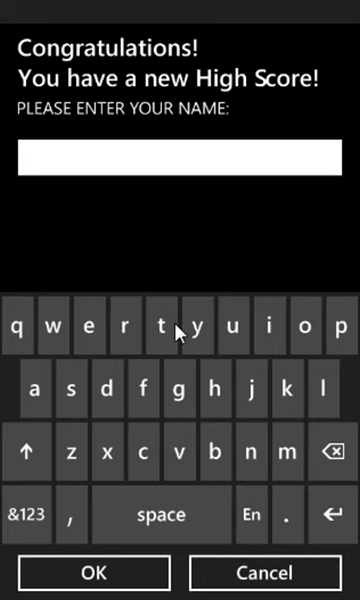 Congratulations!
You have a new High Score!
PLEASE ENTER YOUR NAME:
q w e r t y u i o p
a s d f g h j k l
z x c v b n m
&123 , space En .
OK Cancel